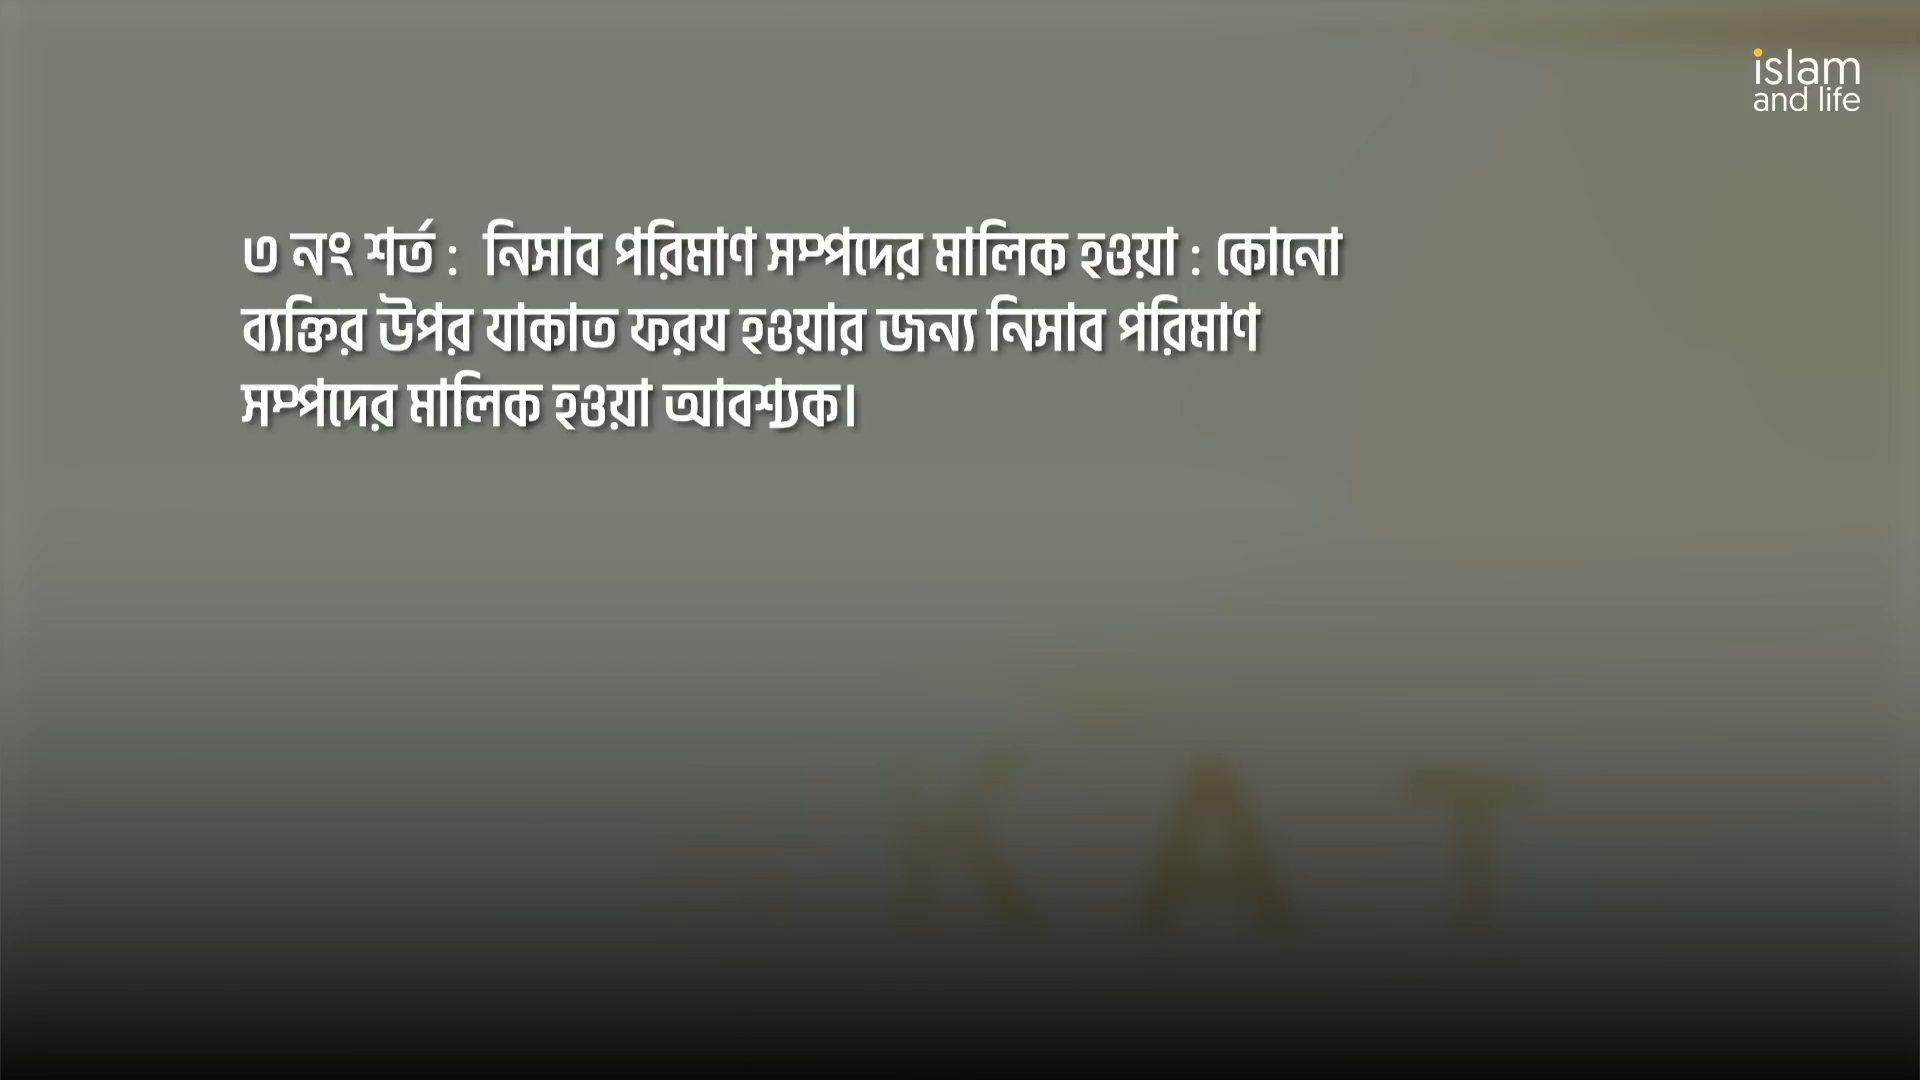 islam
and life
৩ নং শর্ত : নিসাব পরিমাণ সম্পদের মালিক হওয়া : কোনো
ব্যক্তির উপর যাকাত ফরয হওয়ার জন্য নিসাব পরিমাণ
সম্পদের মালিক হওয়া আবশ্যক।
KAT